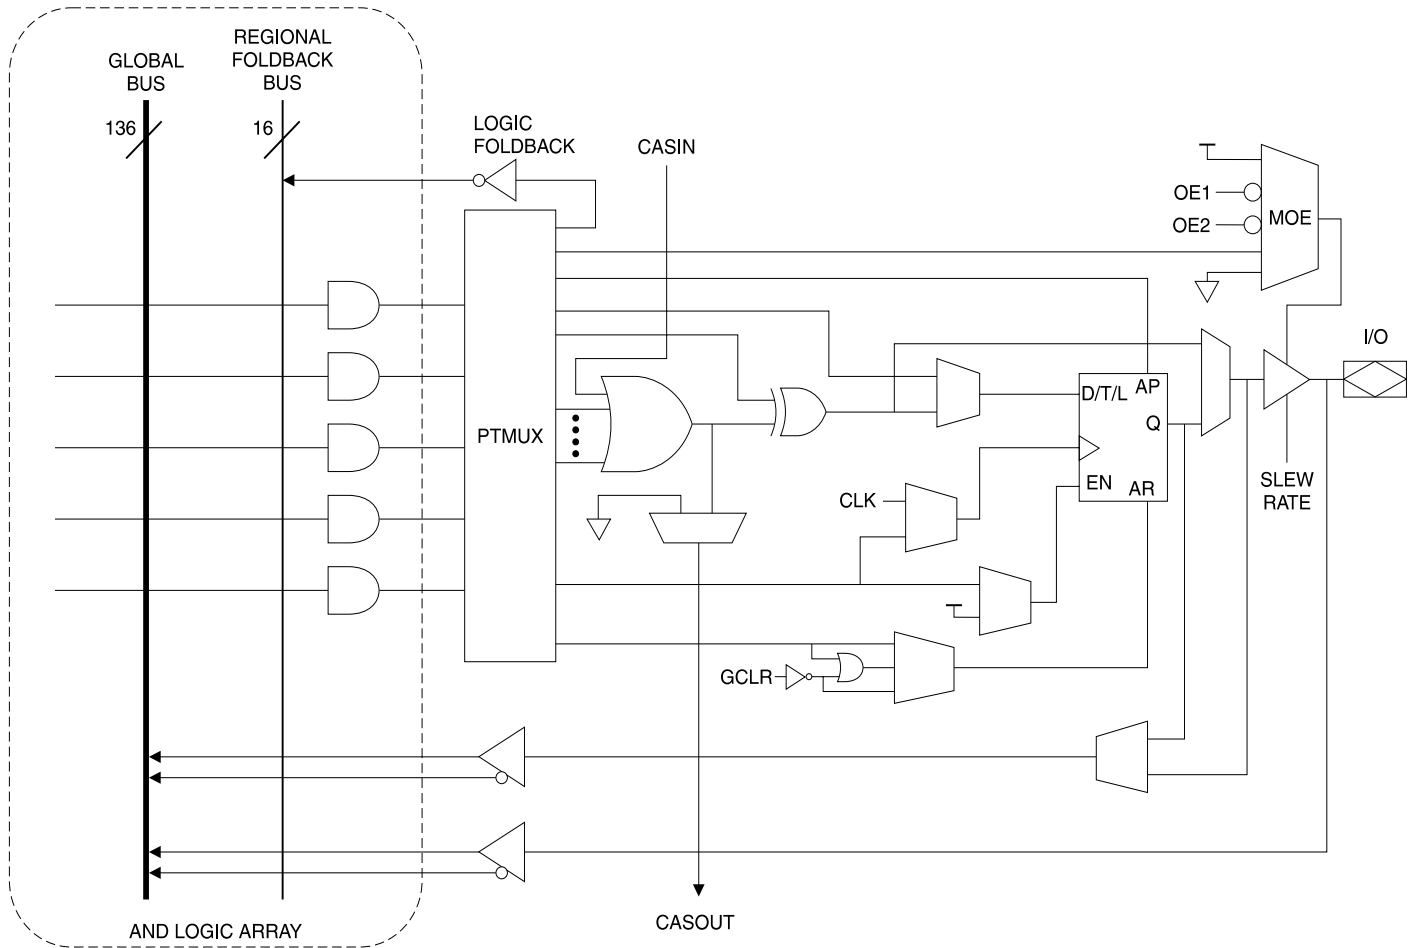 GLOBAL
BUS
REGIONAL
FOLDBACK
BUS
136
16
LOGIC
FOLDBACK
CASIN
OE1
OE2
MOE
I/O
D/T/L
AP
Q
PTMUX
CLK
EN
AR
SLEW
RATE
GCLR
CASOUT
AND LOGIC ARRAY